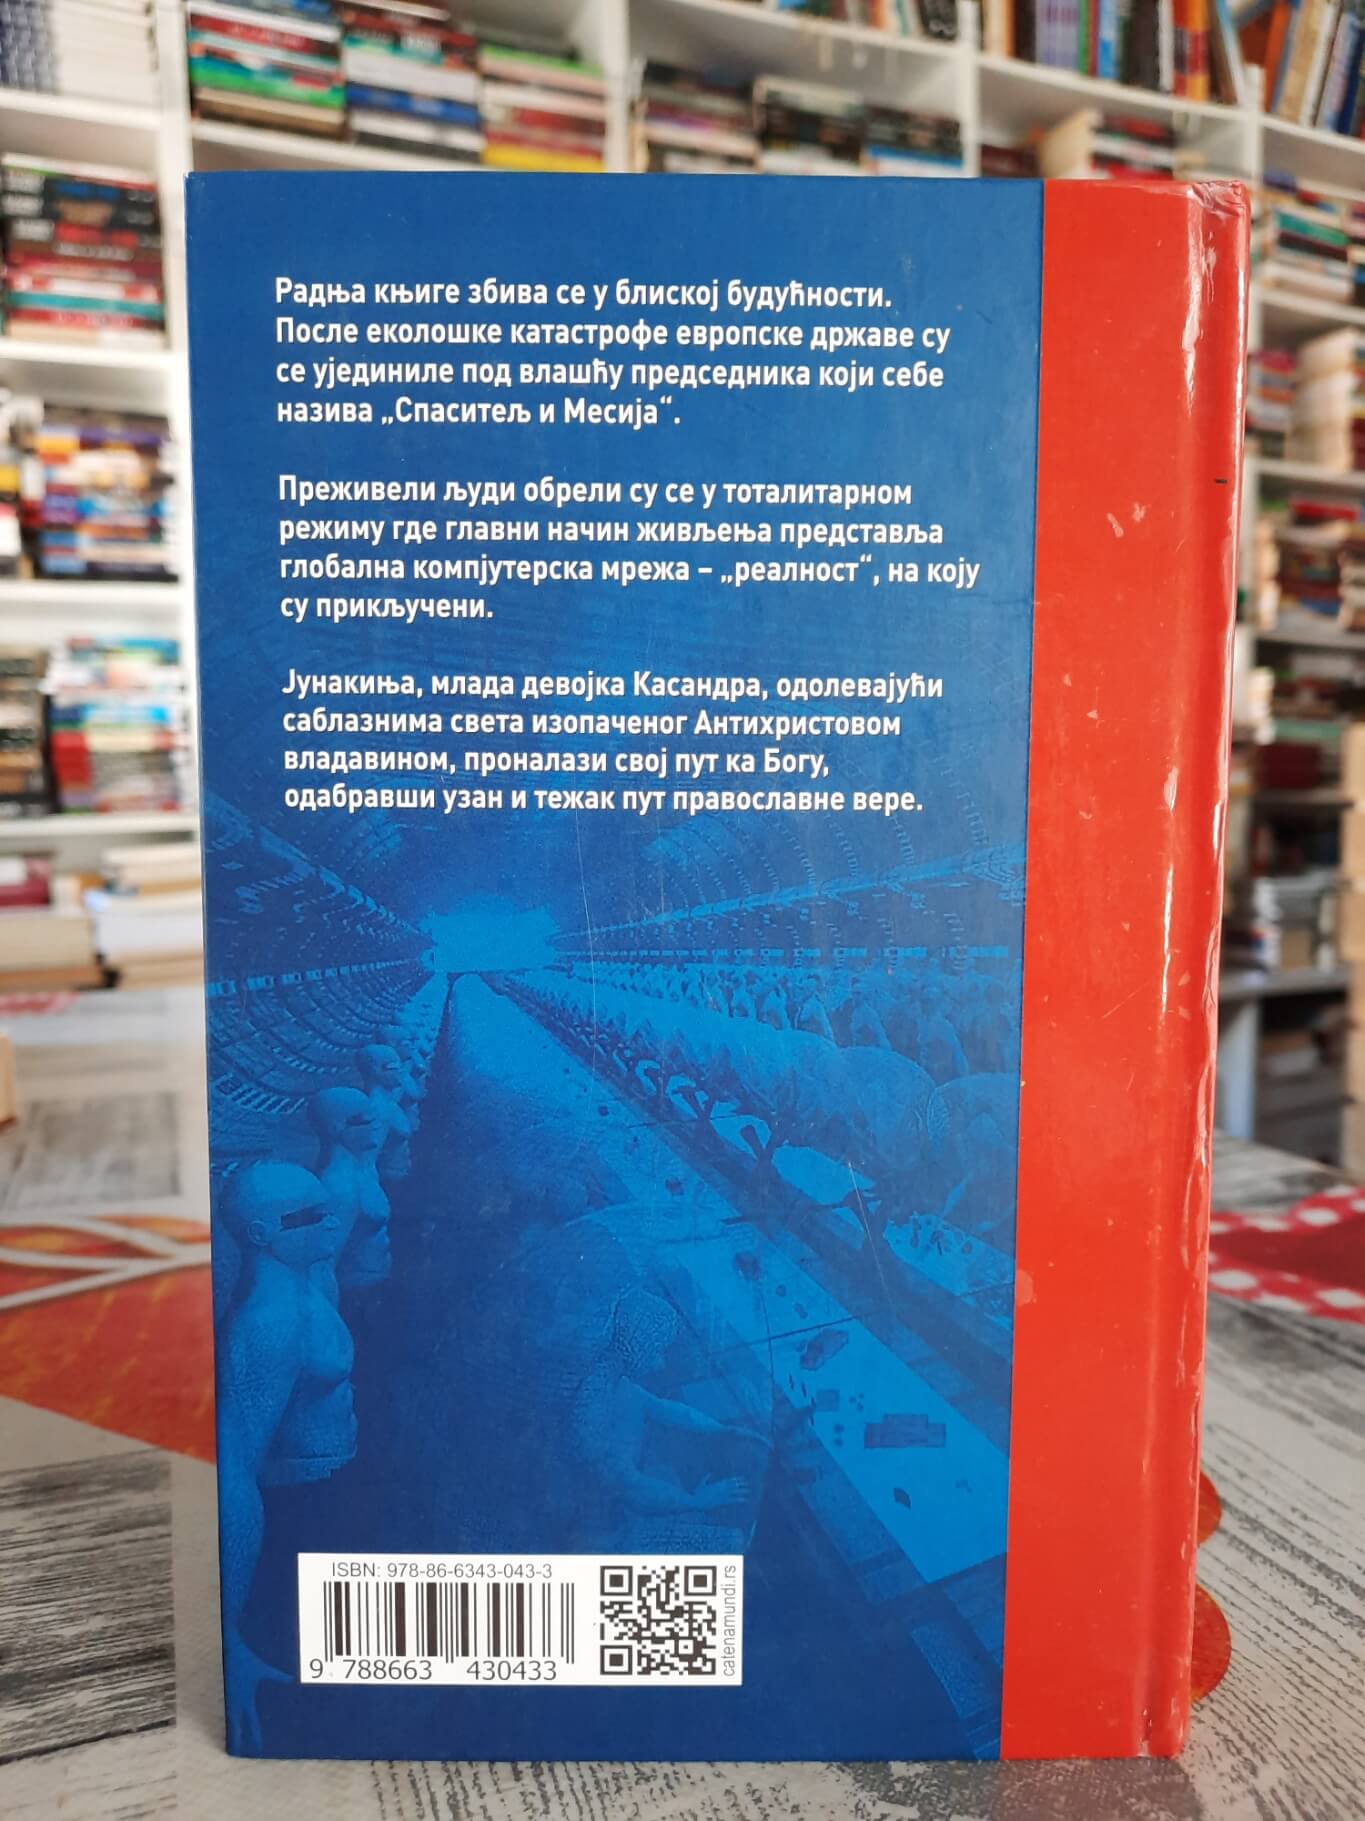 Радња књиге збива се у блиској будућности.
После еколошке катастрофе европске државе су
се ујединиле под влашћу председника који себе
назива „Спаситељ и Месија“.
Преживели људи обрели су се у тоталитарном
режиму где главни начин живљења представља
глобална компјутерска мрежа – „реалност“, на коју
су прикључени.
Јунакиња, млада девојка Касандра, одолевајући
саблазнима света изопаченог Антихристовом
владавином, проналази свој пут ка Богу,
одабравши узан и тежак пут православне вере.
ISBN: 978-86-6343-043-3
9 788663 430433
catenamundi.rs